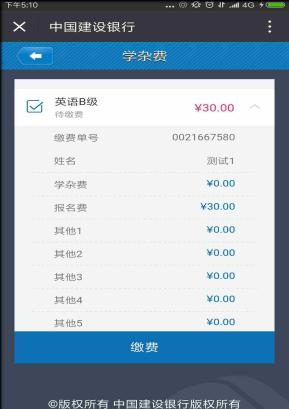 下午5:10 ... 4G
中国建设银行
学杂费
英语B级 ¥30.00
待缴费
缴费单号 0021667580
姓名 测试1
学杂费 ¥0.00
报名费 ¥30.00
其他1 ¥0.00
其他2 ¥0.00
其他3 ¥0.00
其他4 ¥0.00
其他5 ¥0.00
缴费
©版权所有 中国建设银行版权所有